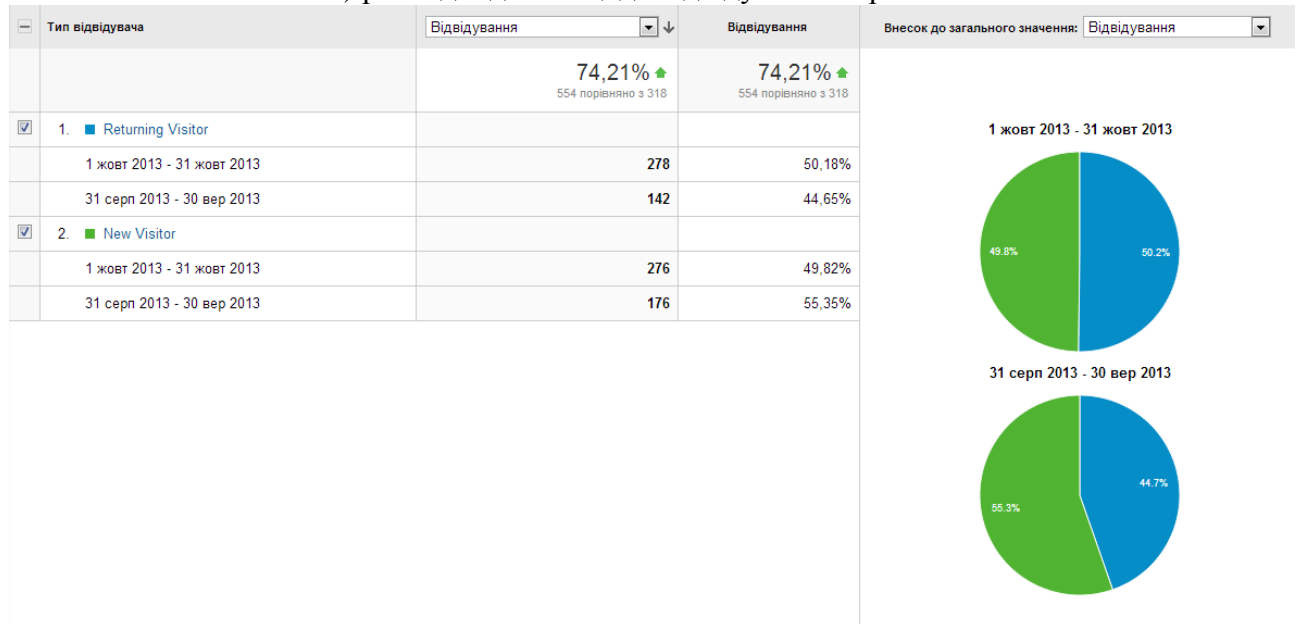 Тип відвідувача Відвідування Відвідування Внесок до загального значення: Відвідування
74,21% 74,21%
554 порівняно з 318 554 порівняно з 318
1. Returning Visitor
1 жовт 2013 - 31 жовт 2013 278 50,18%
31 серп 2013 - 30 вер 2013 142 44,65%
2. New Visitor
1 жовт 2013 - 31 жовт 2013 276 49,82%
31 серп 2013 - 30 вер 2013 176 55,35%
1 жовт 2013 - 31 жовт 2013
49.8% 50.2%
31 серп 2013 - 30 вер 2013
44.7%
55.3%